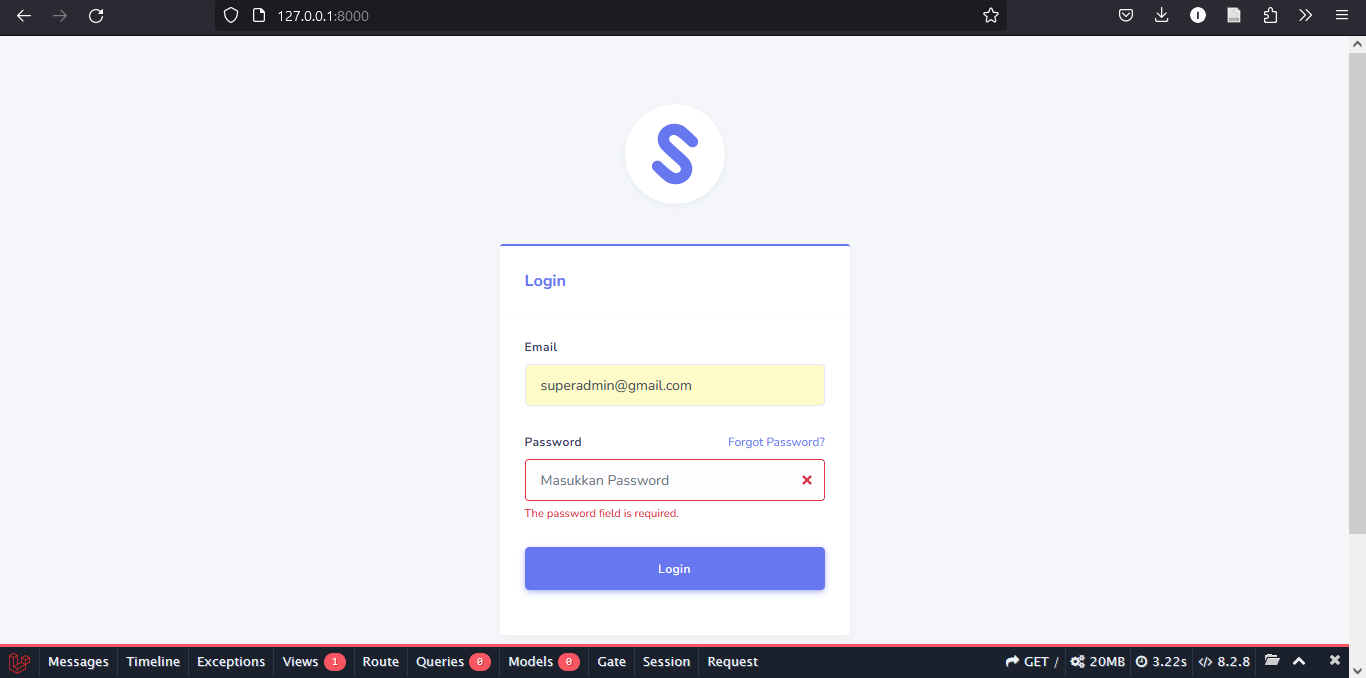 127.0.0.1:8000
S
Login
Email
superadmin@gmail.com
Password Forgot Password?
Masukkan Password
The password field is required.
Login
Messages Timeline Exceptions Views 1 Route Queries 0 Models 0 Gate Session Request GET / 20MB 3.22s 8.2.8